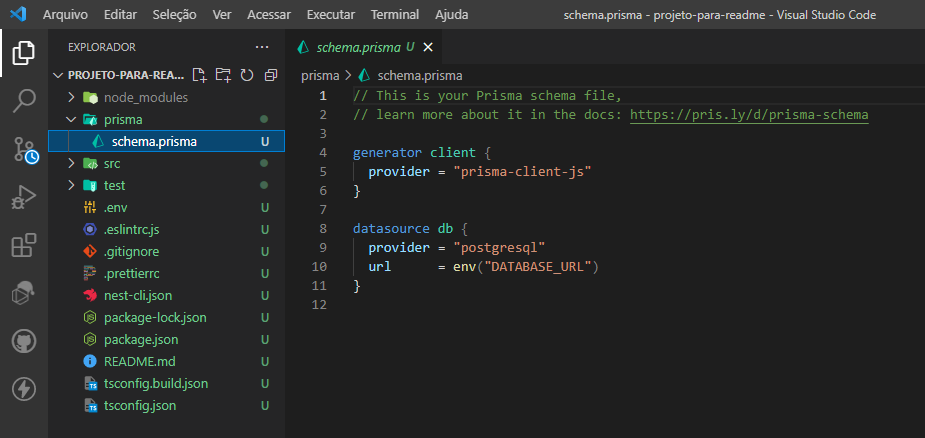 Arquivo Editar Seleção Ver Acessar Executar Terminal Ajuda schema.prisma - projeto-para-readme - Visual Studio Code
EXPLORADOR ...
PROJETO-PARA-REA...
node_modules
prisma
schema.prisma U
src
test
.env U
.eslintrc.js U
.gitignore U
.prettierrc U
nest-cli.json U
package-lock.json U
package.json U
README.md U
tsconfig.build.json U
tsconfig.json U
schema.prisma U
prisma > schema.prisma
1 // This is your Prisma schema file,
2 // learn more about it in the docs: https://pris.ly/d/prisma-schema
3
4 generator client {
5 provider = "prisma-client-js"
6 }
7
8 datasource db {
9 provider = "postgresql"
10 url = env("DATABASE_URL")
11 }
12